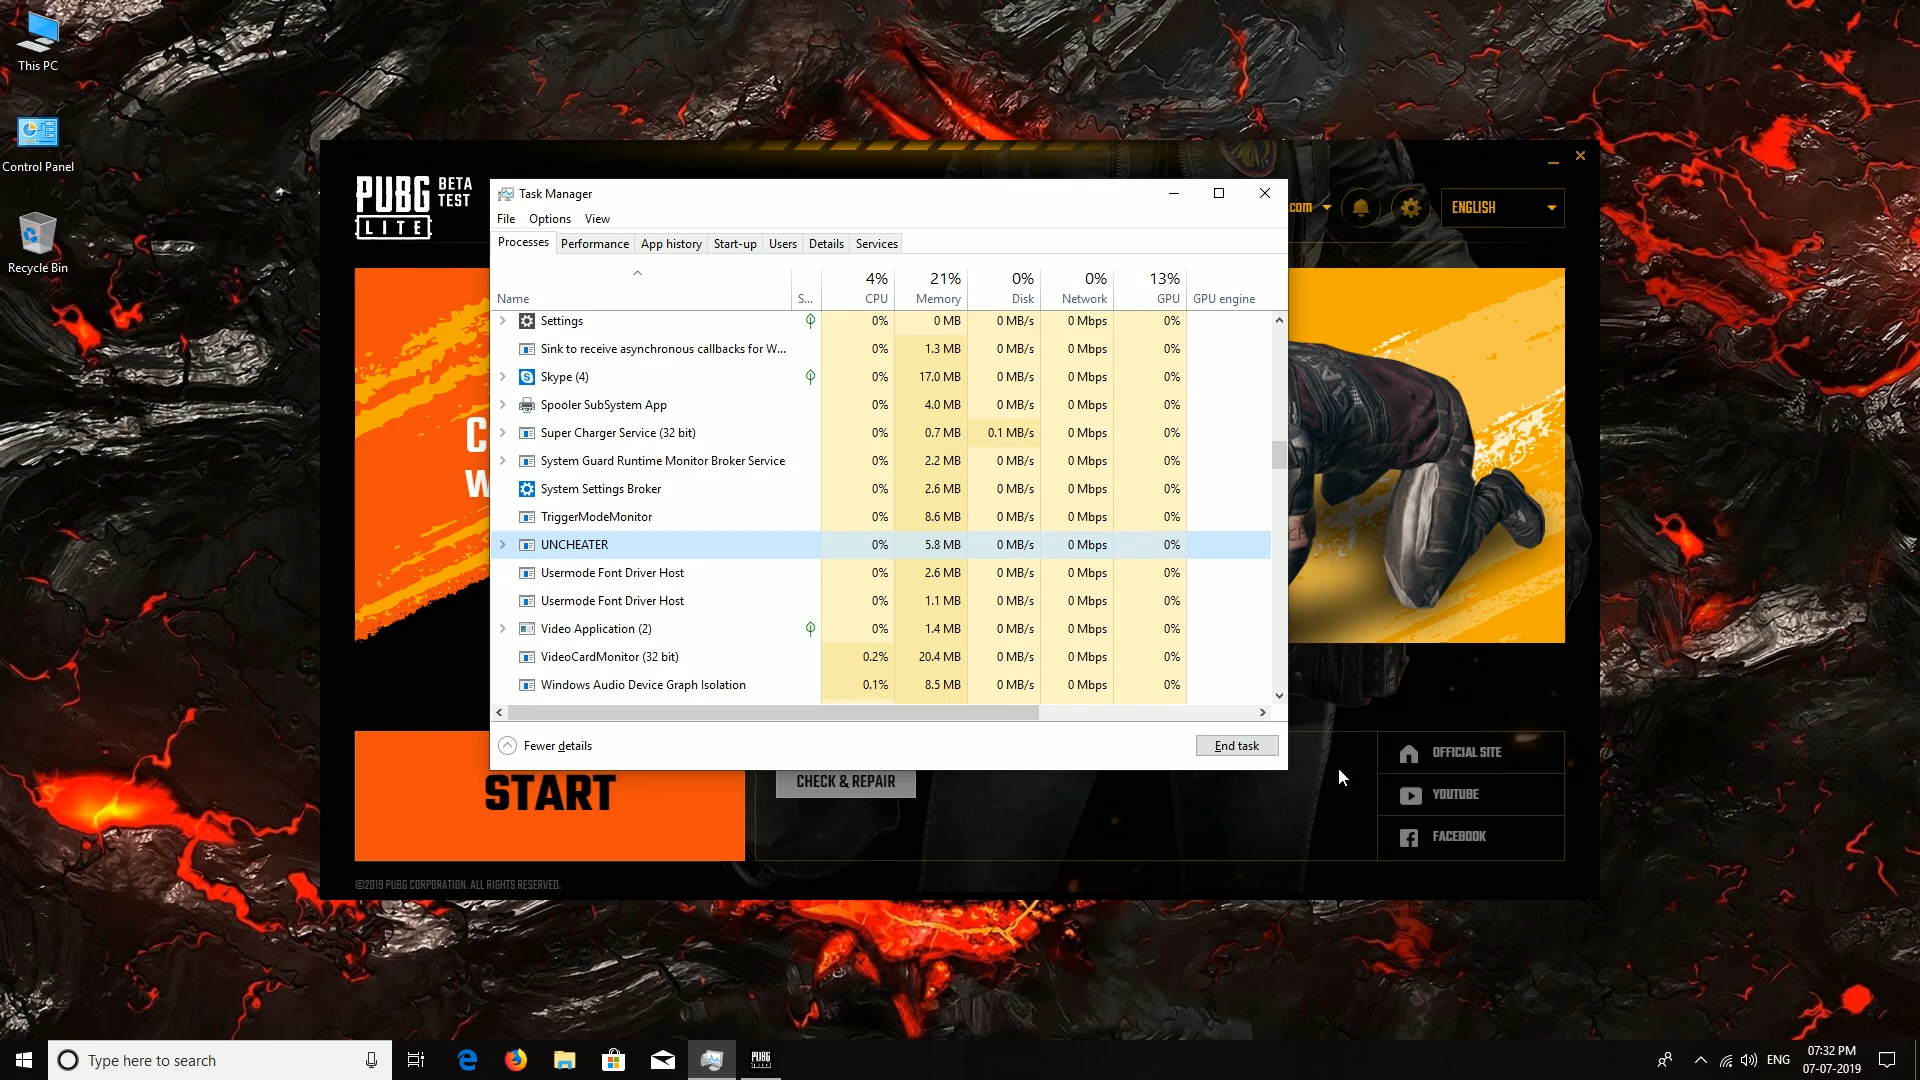 This PC
Control Panel
Recycle Bin
PUBG
LITE
BETA
TEST
.com
ENGLISH
Task Manager
File Options View
Processes Performance App history Start-up Users Details Services
4% 21% 0% 0% 13%
Name S... CPU Memory Disk Network GPU GPU engine
Settings 0% 0 MB 0 MB/s 0 Mbps 0%
Sink to receive asynchronous callbacks for W... 0% 1.3 MB 0 MB/s 0 Mbps 0%
Skype (4) 0% 17.0 MB 0 MB/s 0 Mbps 0%
Spooler SubSystem App 0% 4.0 MB 0 MB/s 0 Mbps 0%
Super Charger Service (32 bit) 0% 0.7 MB 0.1 MB/s 0 Mbps 0%
System Guard Runtime Monitor Broker Service 0% 2.2 MB 0 MB/s 0 Mbps 0%
System Settings Broker 0% 2.6 MB 0 MB/s 0 Mbps 0%
TriggerModeMonitor 0% 8.6 MB 0 MB/s 0 Mbps 0%
UNCHEATER 0% 5.8 MB 0 MB/s 0 Mbps 0%
Usermode Font Driver Host 0% 2.6 MB 0 MB/s 0 Mbps 0%
Usermode Font Driver Host 0% 1.1 MB 0 MB/s 0 Mbps 0%
Video Application (2) 0% 1.4 MB 0 MB/s 0 Mbps 0%
VideoCardMonitor (32 bit) 0.2% 20.4 MB 0 MB/s 0 Mbps 0%
Windows Audio Device Graph Isolation 0.1% 8.5 MB 0 MB/s 0 Mbps 0%
Fewer details End task
C
W
START
CHECK & REPAIR
OFFICIAL SITE
YOUTUBE
FACEBOOK
©2019 PUBG CORPORATION. ALL RIGHTS RESERVED.
Type here to search
PUBG
LITE
ENG
07:32 PM
07-07-2019